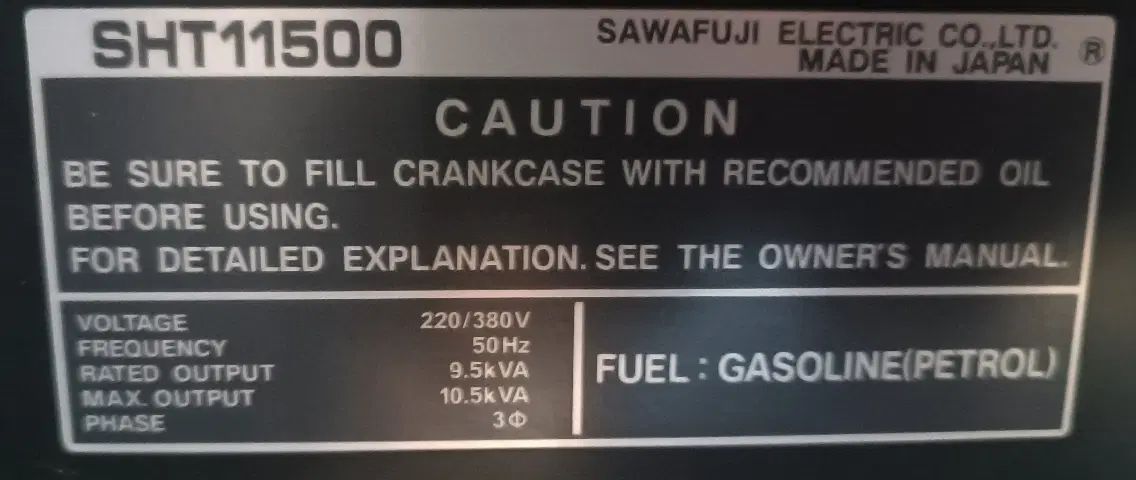 SHT11500
SAWAFUJI ELECTRIC CO.,LTD.
MADE IN JAPAN ®
CAUTION
BE SURE TO FILL CRANKCASE WITH RECOMMENDED OIL
BEFORE USING.
FOR DETAILED EXPLANATION. SEE THE OWNER'S MANUAL.
VOLTAGE 220/380V
FREQUENCY 50Hz
RATED OUTPUT 9.5kVA
MAX. OUTPUT 10.5kVA
PHASE 3Φ
FUEL : GASOLINE(PETROL)